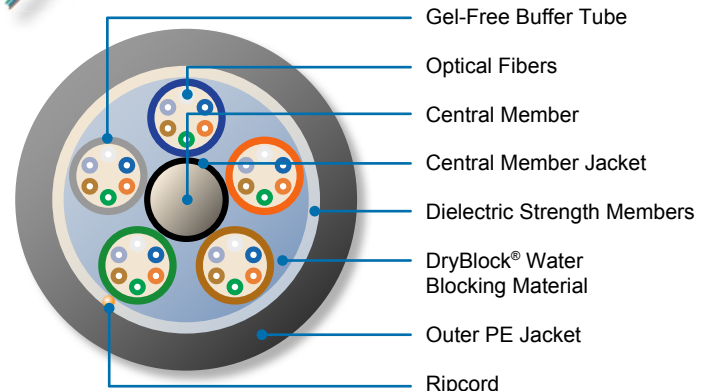 Gel-Free Buffer Tube
Optical Fibers
Central Member
Central Member Jacket
Dielectric Strength Members
DryBlock® Water
Blocking Material
Outer PE Jacket
Ripcord